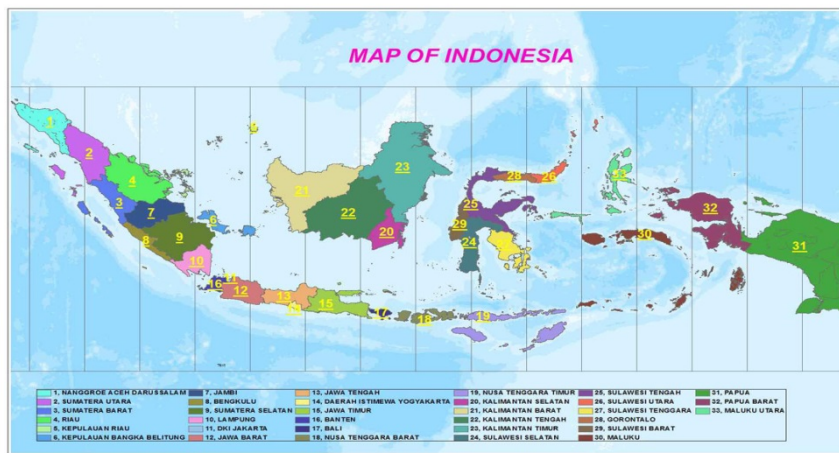 MAP OF INDONESIA
1
2
3
4
5
6
7
8
9
10
11
12
13
14
15
16
17
18
19
20
21
22
23
24
25
26
28
29
30
31
32
33
1, NANGGROE ACEH DARUSSALAM
2, SUMATERA UTARA
3, SUMATERA BARAT
4, RIAU
5, KEPULAUAN RIAU
6, KEPULAUAN BANGKA BELITUNG
7, JAMBI
8, BENGKULU
9, SUMATERA SELATAN
10, LAMPUNG
11, DKI JAKARTA
12, JAWA BARAT
13, JAWA TENGAH
14, DAERAH ISTIMEWA YOGYAKARTA
15, JAWA TIMUR
16, BANTEN
17, BALI
18, NUSA TENGGARA BARAT
19, NUSA TENGGARA TIMUR
20, KALIMANTAN SELATAN
21, KALIMANTAN BARAT
22, KALIMANTAN TENGAH
23, KALIMANTAN TIMUR
24, SULAWESI SELATAN
25, SULAWESI TENGAH
26, SULAWESI UTARA
27, SULAWESI TENGGARA
28, GORONTALO
29, SULAWESI BARAT
30, MALUKU
31, PAPUA
32, PAPUA BARAT
33, MALUKU UTARA